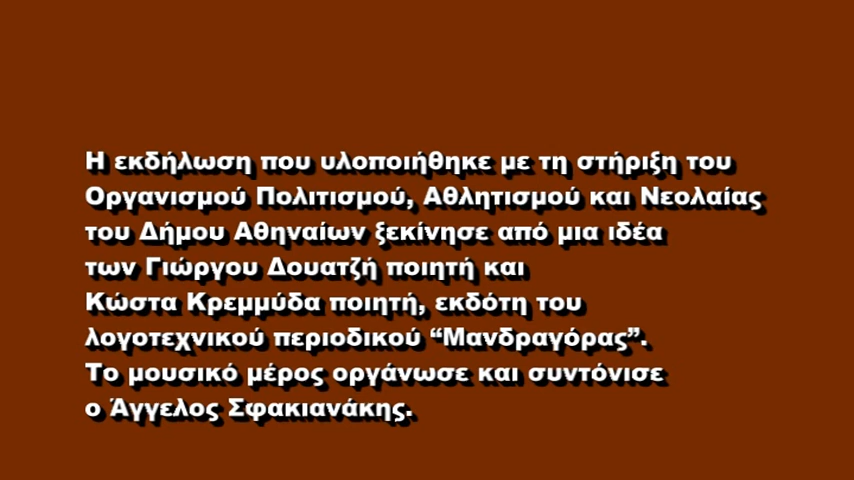 Η εκδήλωση που υλοποιήθηκε με τη στήριξη του
Οργανισμού Πολιτισμού, Αθλητισμού και Νεολαίας
του Δήμου Αθηναίων ξεκίνησε από μια ιδέα
των Γιώργου Δουατζή ποιητή και
Κώστα Κρεμμύδα ποιητή, εκδότη του
λογοτεχνικού περιοδικού “Μανδραγόρας”.
Το μουσικό μέρος οργάνωσε και συντόνισε
ο Άγγελος Σφακιανάκης.